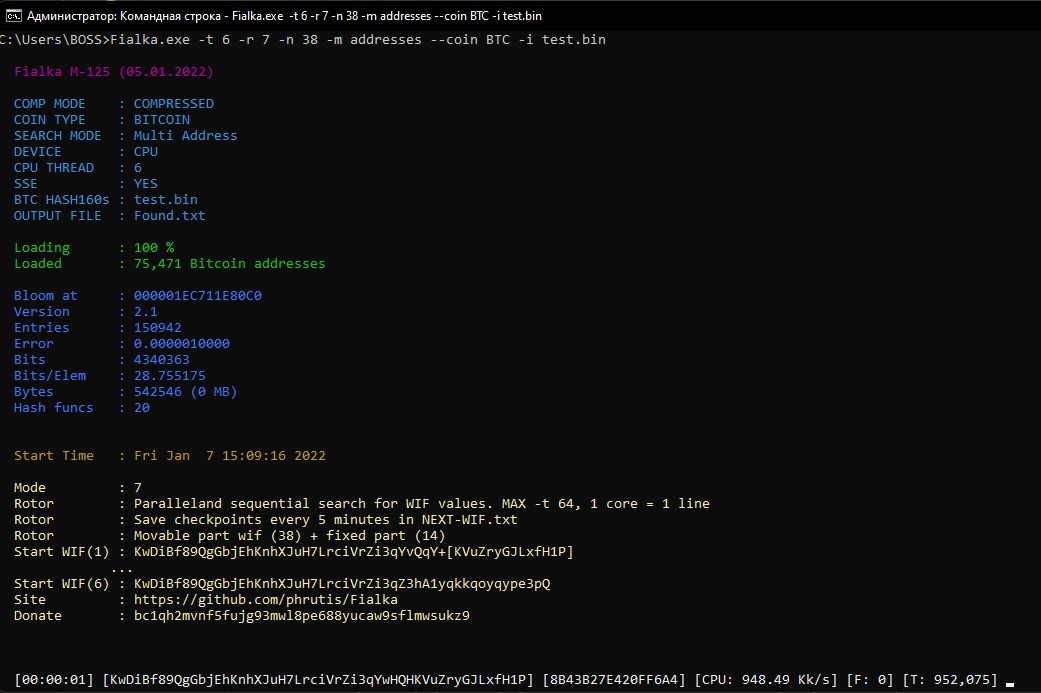 Администратор: Командная строка - Fialka.exe -t 6 -r 7 -n 38 -m addresses --coin BTC -i test.bin
C:\Users\BOSS>Fialka.exe -t 6 -r 7 -n 38 -m addresses --coin BTC -i test.bin
Fialka M-125 (05.01.2022)
COMP MODE : COMPRESSED
COIN TYPE : BITCOIN
SEARCH MODE : Multi Address
DEVICE : CPU
CPU THREAD : 6
SSE : YES
BTC HASH160s : test.bin
OUTPUT FILE : Found.txt
Loading : 100 %
Loaded : 75,471 Bitcoin addresses
Bloom at : 000001EC711E80C0
Version : 2.1
Entries : 150942
Error : 0.0000010000
Bits : 4340363
Bits/Elem : 28.755175
Bytes : 542546 (0 MB)
Hash funcs : 20
Start Time : Fri Jan 7 15:09:16 2022
Mode : 7
Rotor : Paralleland sequential search for WIF values. MAX -t 64, 1 core = 1 line
Rotor : Save checkpoints every 5 minutes in NEXT-WIF.txt
Rotor : Movable part wif (38) + fixed part (14)
Start WIF(1) : KwDiBf89QgGbjEhKnhXJuH7LrciVrZi3qYvQqY+[KVuZryGJLxfH1P]
...
Start WIF(6) : KwDiBf89QgGbjEhKnhXJuH7LrciVrZi3qZ3hA1yqkkqoyqype3pQ
Site : https://github.com/phrutis/Fialka
Donate : bc1qh2mvnf5fujg93mwl8pe688yucaw9sflmwsukz9
[00:00:01] [KwDiBf89QgGbjEhKnhXJuH7LrciVrZi3qYwHQHKVuZryGJLxfH1P] [8B43B27E420FF6A4] [CPU: 948.49 Kk/s] [F: 0] [T: 952,075]